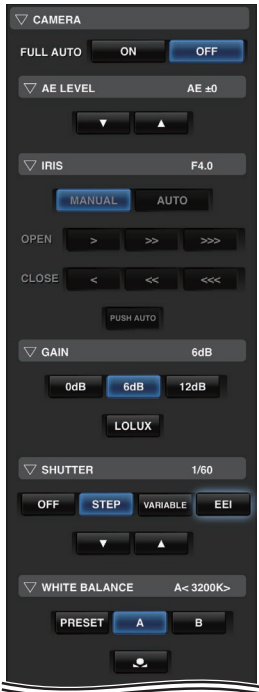 ▽ CAMERA
FULL AUTO ON OFF
▽ AE LEVEL AE ±0
▼ ▲
▽ IRIS F4.0
MANUAL AUTO
OPEN > >> >>>
CLOSE < << <<<
PUSH AUTO
▽ GAIN 6dB
0dB 6dB 12dB
LOLUX
▽ SHUTTER 1/60
OFF STEP VARIABLE EEI
▼ ▲
▽ WHITE BALANCE A< 3200K>
PRESET A B